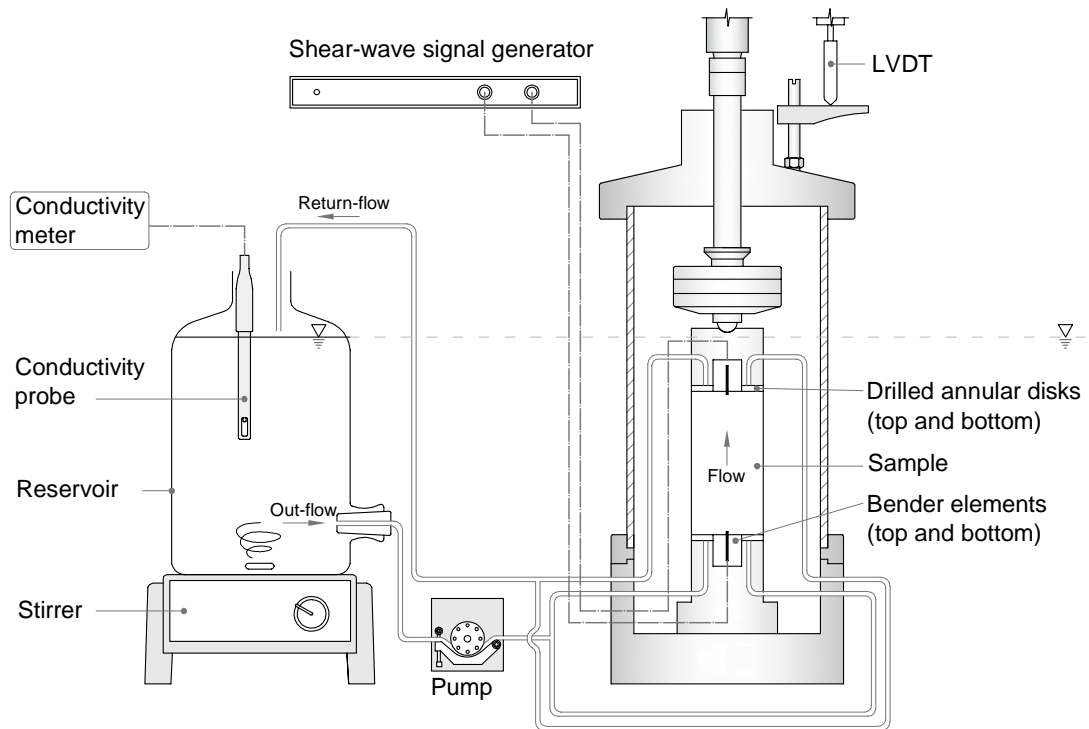 Shear-wave signal generator
LVDT
Conductivity
meter
Return-flow
Conductivity
probe
Drilled annular disks
(top and bottom)
Sample
Flow
Reservoir
Out-flow
Bender elements
(top and bottom)
Stirrer
Pump